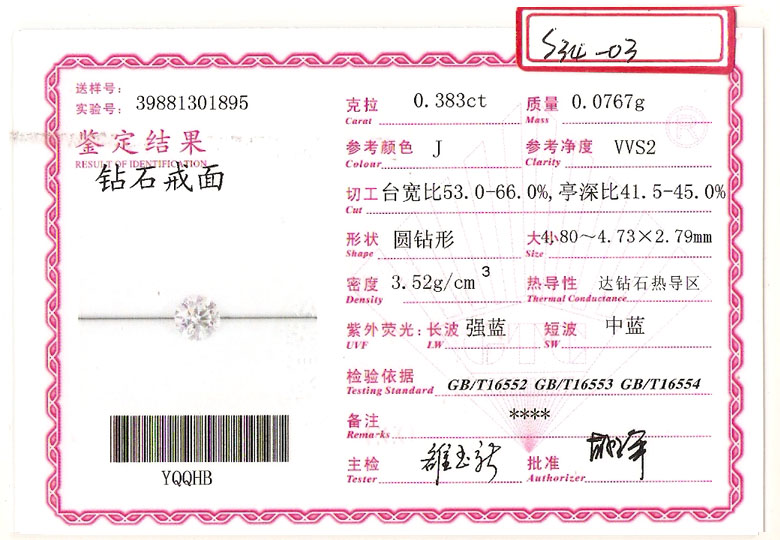 S34-03
送样号:
实验号: 39881301895
鉴定结果
RESULT OF IDENTIFICATION
钻石戒面
YQQHB
克拉 0.383ct 质量 0.0767g
Carat Mass
参考颜色 J 参考净度 VVS2
Colour Clarity
切工 台宽比53.0-66.0%,亭深比41.5-45.0%
Cut
形状 圆钻形 大小 4.80~4.73×2.79mm
Shape Size
密度 3.52g/cm³ 热导性 达钻石热导区
Density Thermal Conductance
紫外荧光: 长波 强蓝 短波 中蓝
UVF LW SW
检验依据 GB/T16552 GB/T16553 GB/T16554
Testing Standard
备注 ****
Remarks
主检 批准
Tester Authorizer